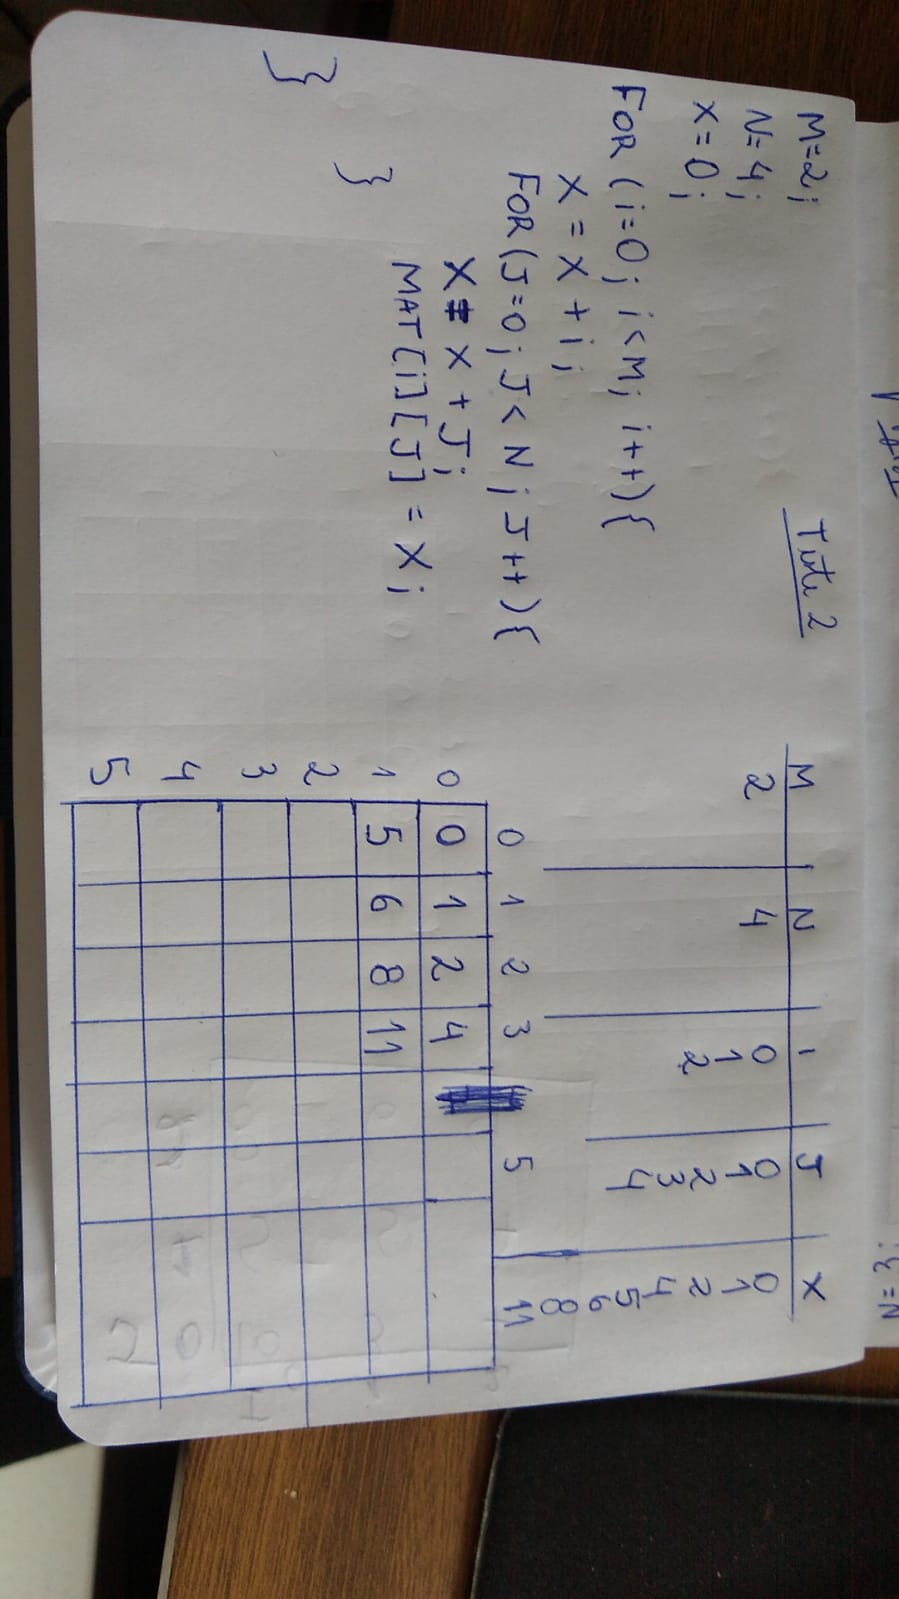 Teste 2
M=2;
N=4;
X=0;
FOR (i=0; i<M; i++){
X = X + i;
FOR (J=0; J<N; J++){
X = X + J;
MAT[i][J] = X;
}
}
M N i J X
2 4 0 0 0
1 1 1
2 2 2
3 4
4 5
6
8
11
0 1 2 3 5
0 0 1 2 4
1 5 6 8 11
2
3
4
5
N=3;